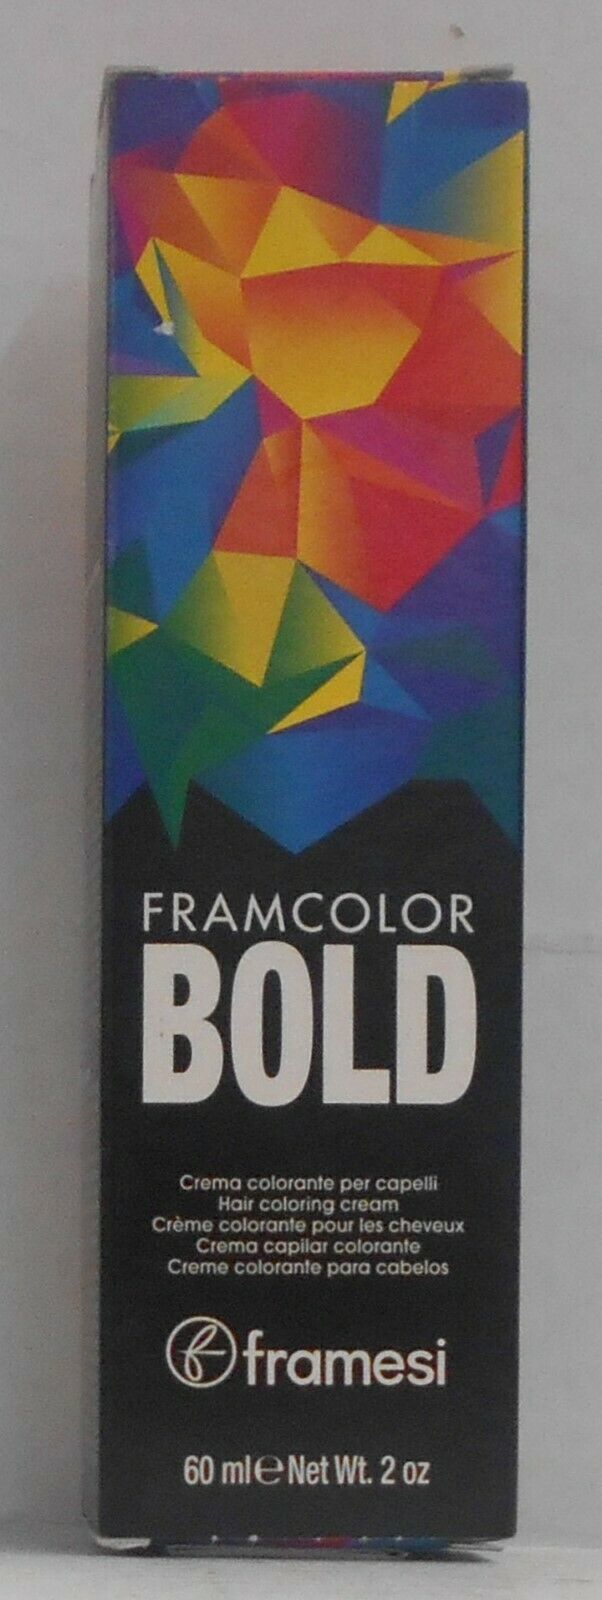 FRAMCOLOR
BOLD
Crema colorante per capelli
Hair coloring cream
Crème colorante pour les cheveux
Crema capilar colorante
Creme colorante para cabelos
framesi
60 ml ℮ Net Wt. 2 oz